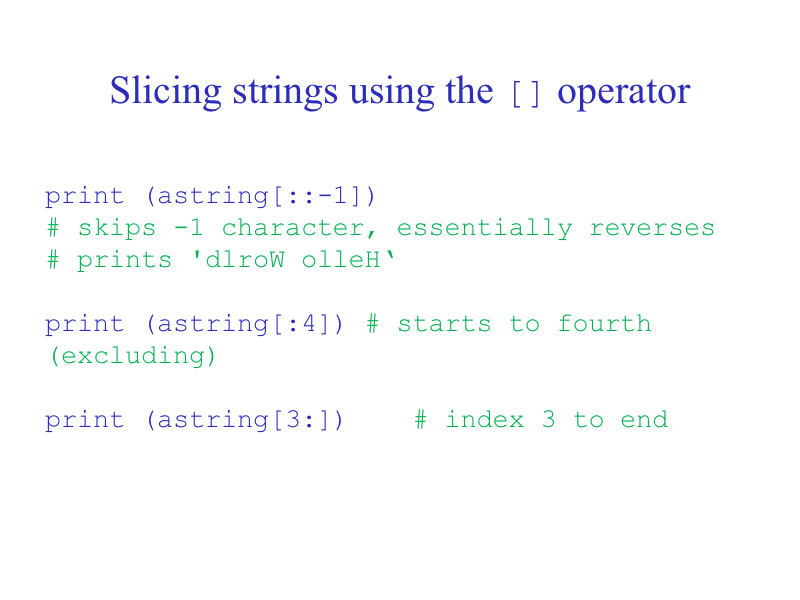 Slicing strings using the [] operator
print (astring[::-1])
# skips -1 character, essentially reverses
# prints 'dlroW olleH‘
print (astring[:4]) # starts to fourth
(excluding)
print (astring[3:])    # index 3 to end